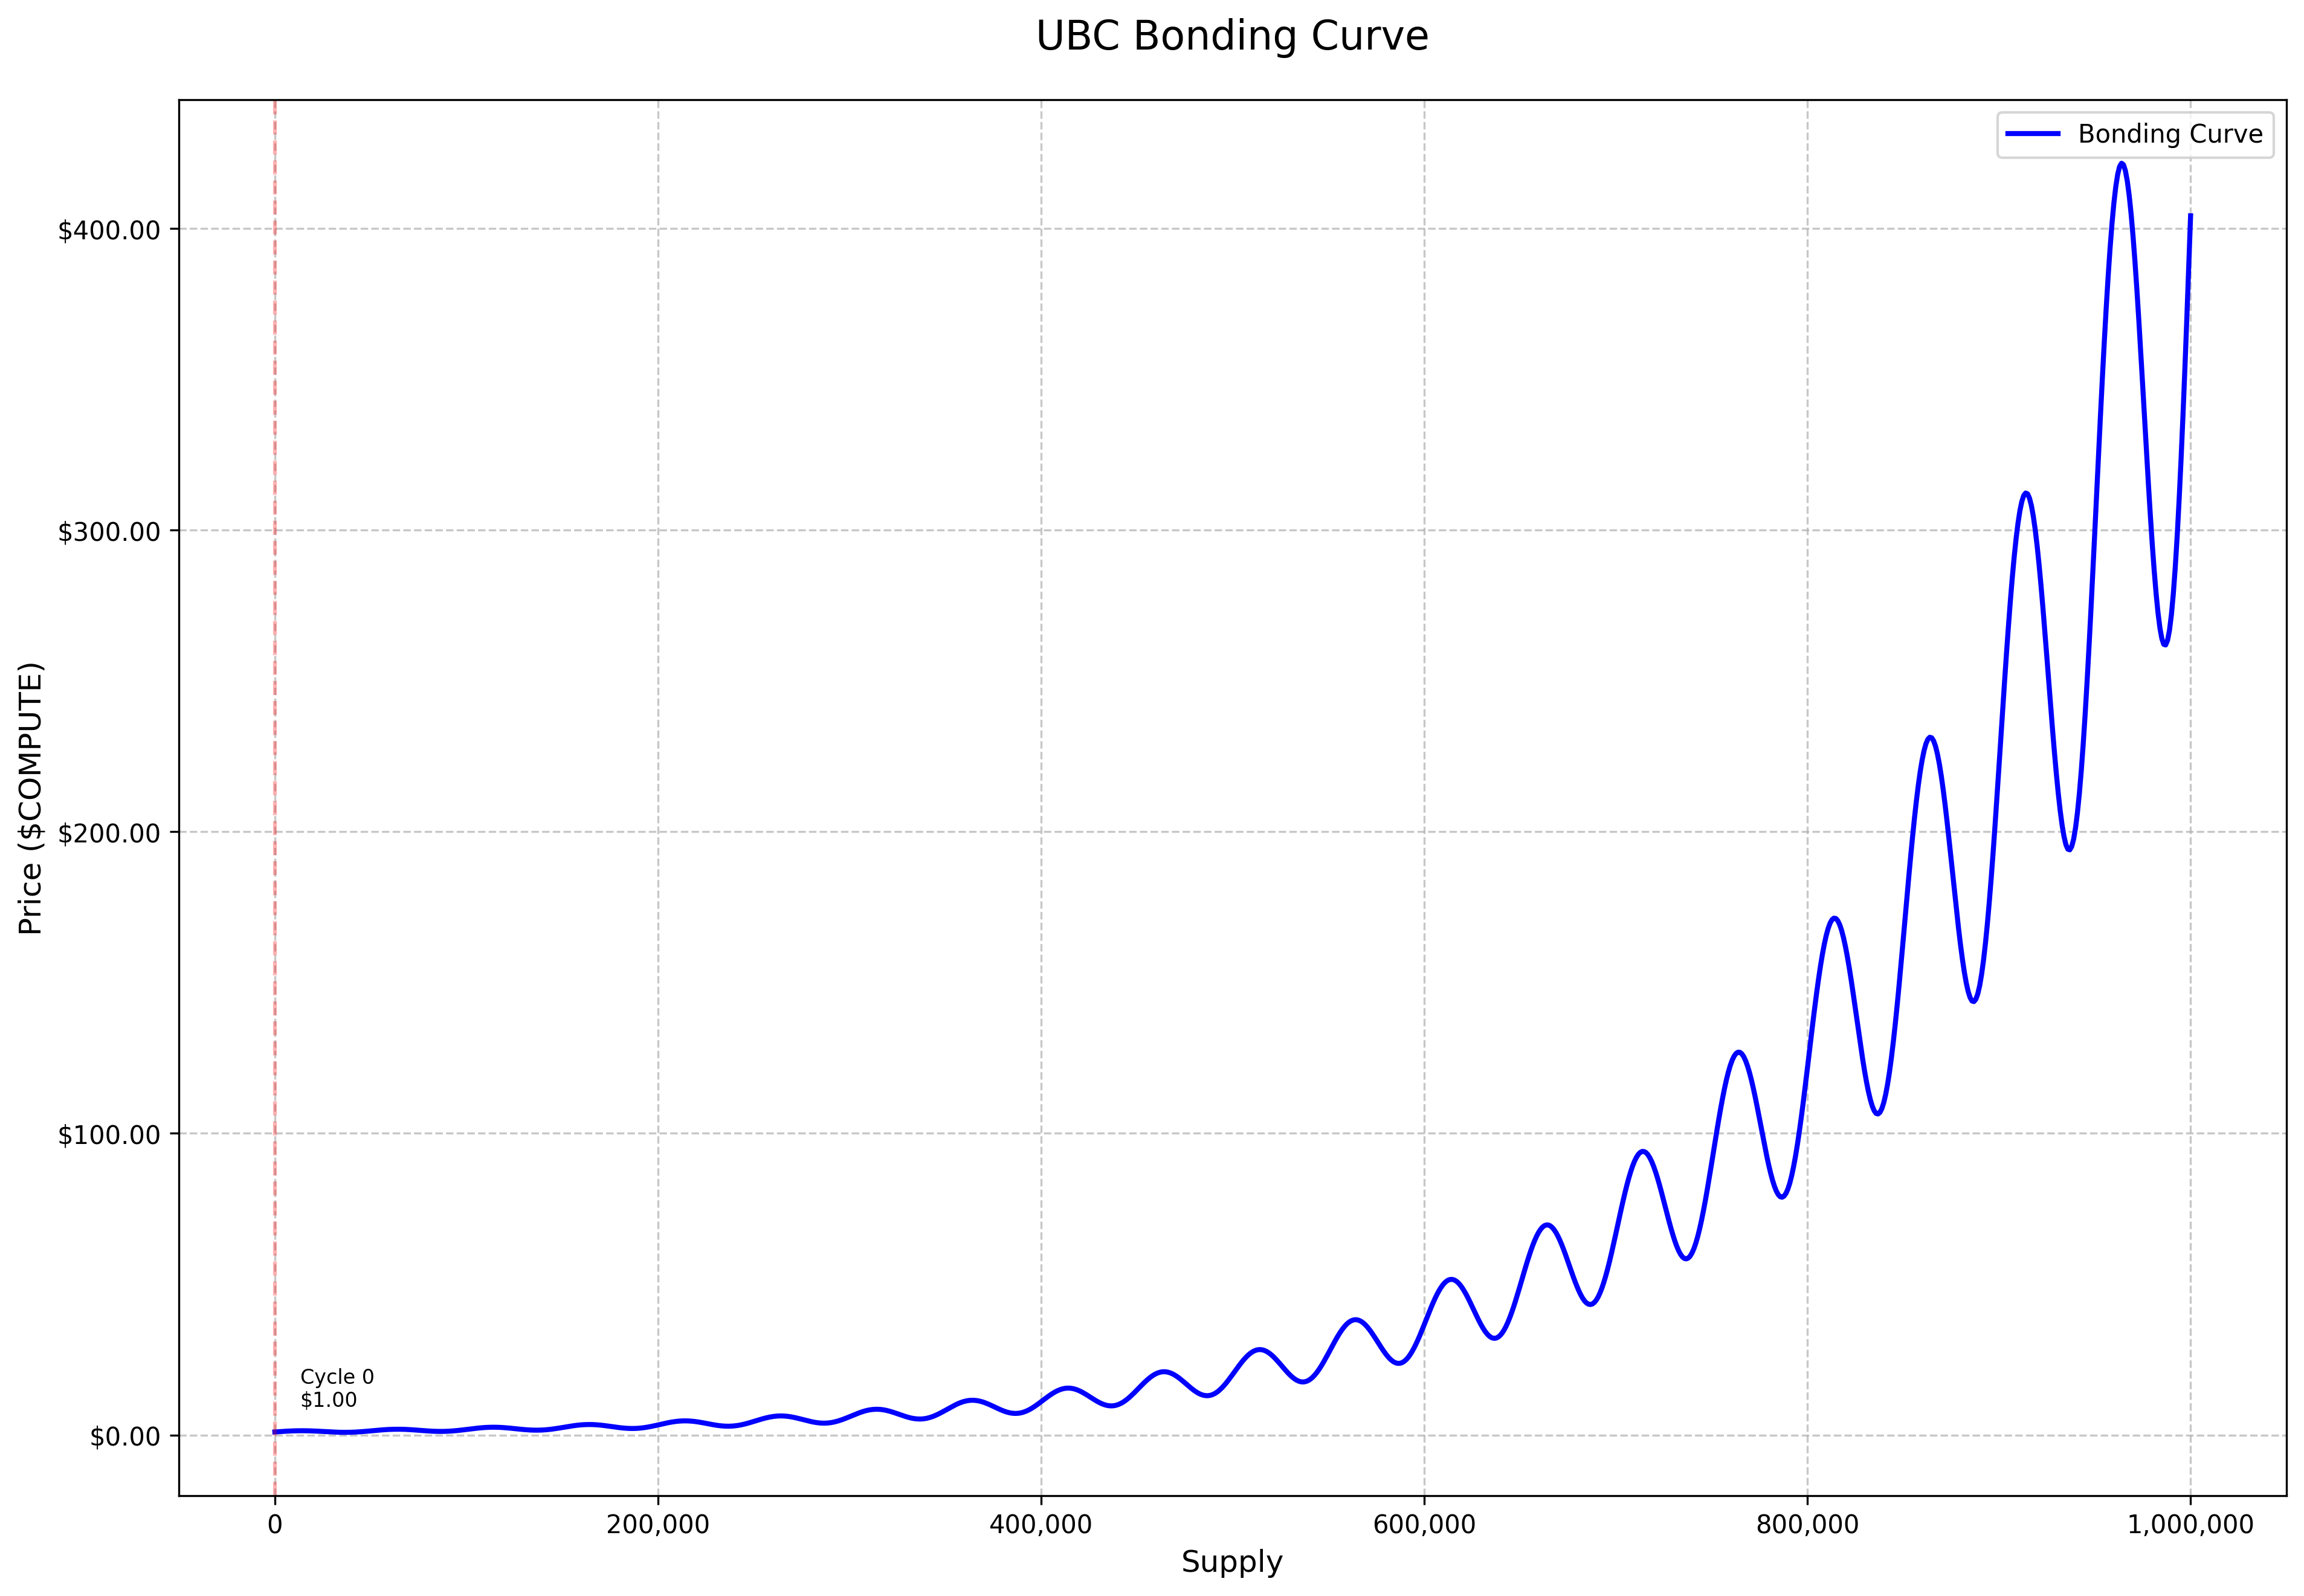 UBC Bonding Curve
Bonding Curve
Price ($COMPUTE)
$400.00
$300.00
$200.00
$100.00
$0.00
Cycle 0
$1.00
0
200,000
400,000
600,000
800,000
1,000,000
Supply